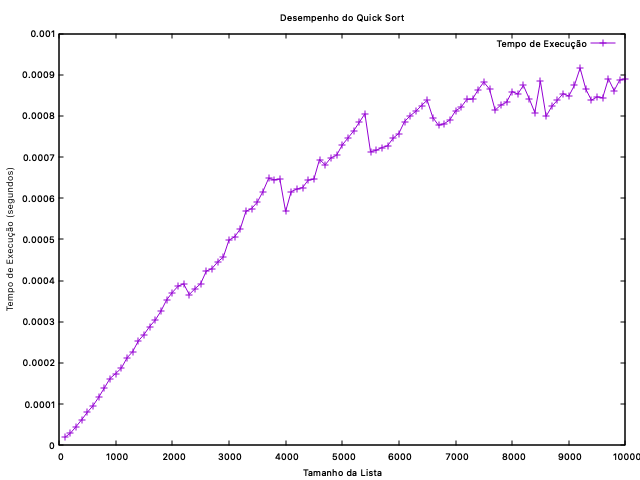 Desempenho do Quick Sort
Tempo de Execução
Tempo de Execução (segundos)
0.001
0.0009
0.0008
0.0007
0.0006
0.0005
0.0004
0.0003
0.0002
0.0001
0
0 1000 2000 3000 4000 5000 6000 7000 8000 9000 10000
Tamanho da Lista